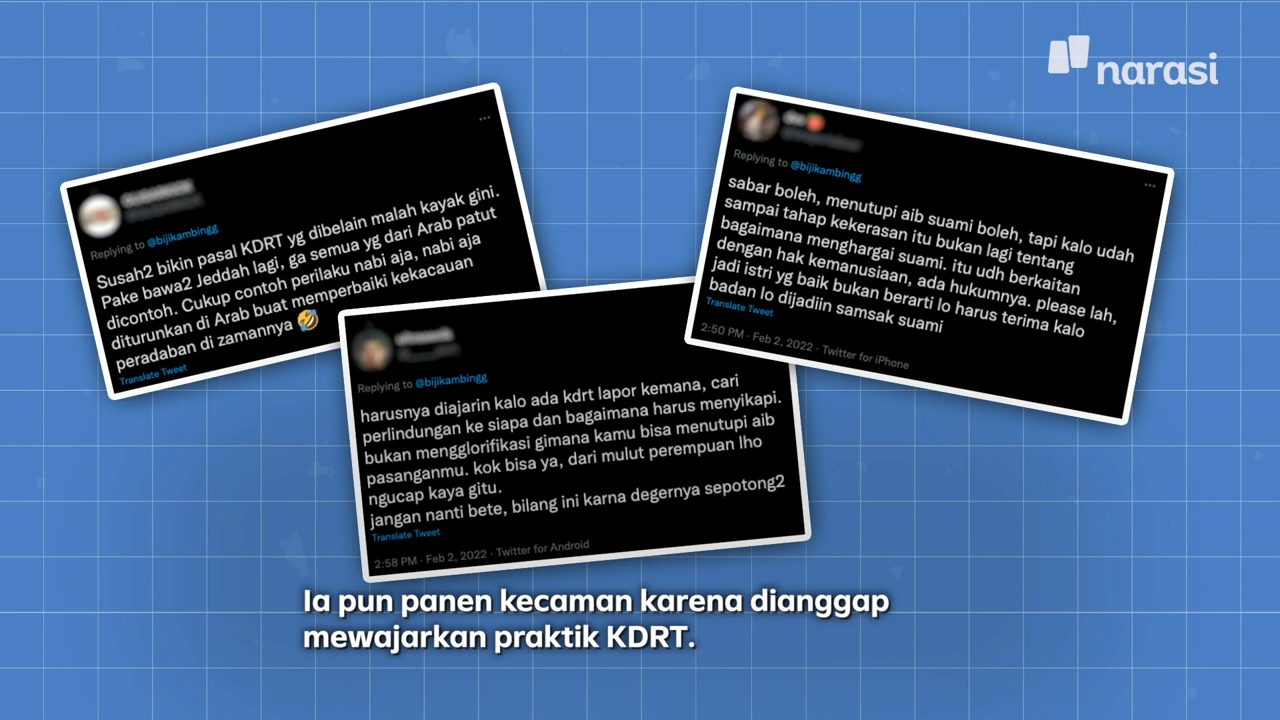 narasi
Replying to @bijikambingg
Susah2 bikin pasal KDRT yg dibelain malah kayak gini.
Pake bawa2 Jeddah lagi, ga semua yg dari Arab patut
dicontoh. Cukup contoh perilaku nabi aja, nabi aja
diturunkan di Arab buat memperbaiki kekacauan
peradaban di zamannya 🤣
Translate Tweet
Replying to @bijikambingg
sabar boleh, menutupi aib suami boleh, tapi kalo udah
sampai tahap kekerasan itu bukan lagi tentang
bagaimana menghargai suami. itu udh berkaitan
dengan hak kemanusiaan, ada hukumnya. please lah,
jadi istri yg baik bukan berarti lo harus terima kalo
badan lo dijadiin samsak suami
Translate Tweet
2:50 PM · Feb 2, 2022 · Twitter for iPhone
Replying to @bijikambingg
harusnya diajarin kalo ada kdrt lapor kemana, cari
perlindungan ke siapa dan bagaimana harus menyikapi.
bukan mengglorifikasi gimana kamu bisa menutupi aib
pasanganmu. kok bisa ya, dari mulut perempuan lho
ngucap kaya gitu.
jangan nanti bete, bilang ini karna degernya sepotong2
Translate Tweet
2:58 PM · Feb 2, 2022 · Twitter for Android
Ia pun panen kecaman karena dianggap
mewajarkan praktik KDRT.